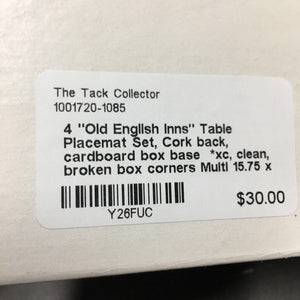 The Tack Collector
1001720-1085
4 "Old English Inns" Table
Placemat Set, Cork back,
cardboard box base *xc, clean,
broken box corners Multi 15.75 x
$30.00
Y26FUC